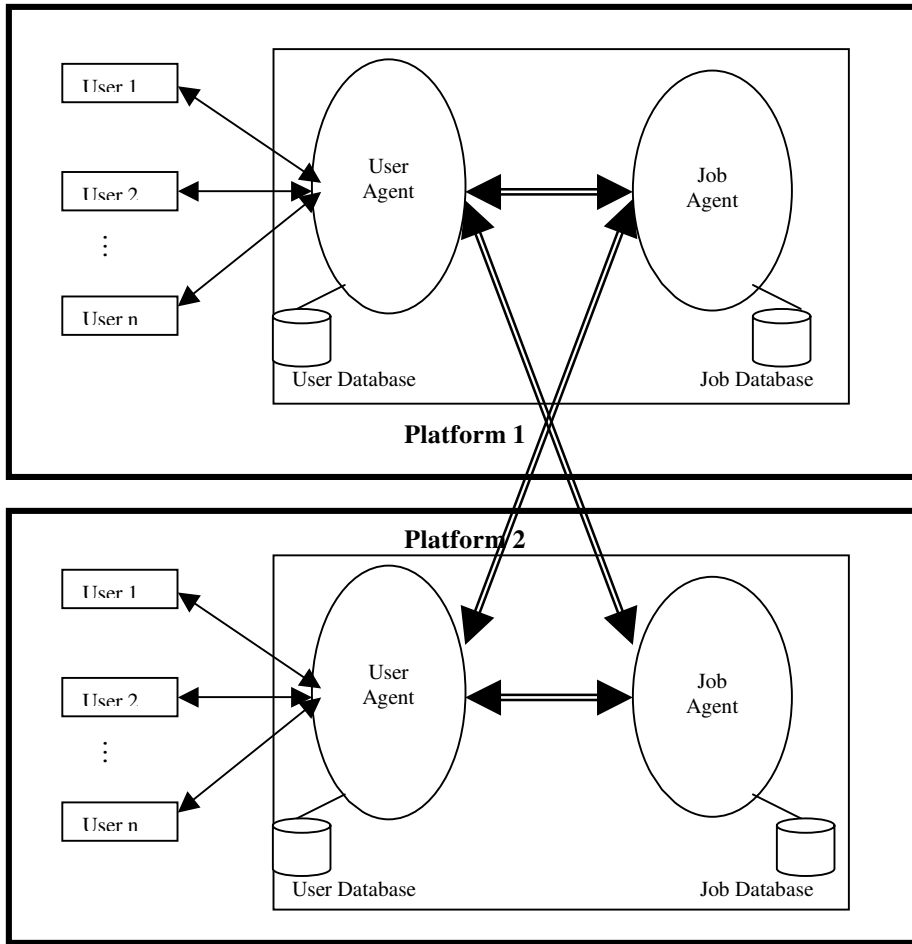 User 1
User 2
⋮
User n
User
Agent
Job
Agent
User Database
Job Database
Platform 1
Platform 2
User 1
User 2
⋮
User n
User
Agent
Job
Agent
User Database
Job Database